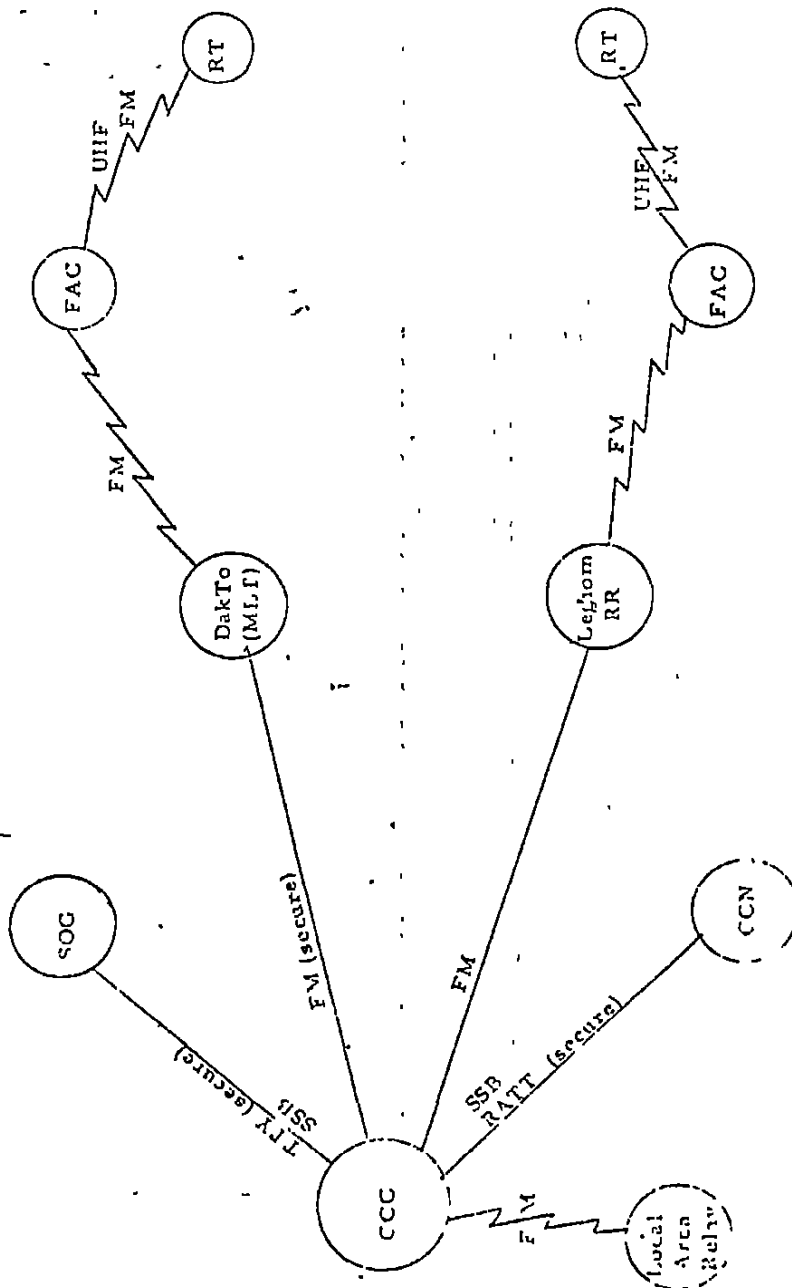 RT
UHF
FM
FAC
FM
DakTo
(MLT)
FM (secure)
SOG
TTY (secure)
SSB
CCC
RT
UHF
FM
FAC
FM
Legion
RR
FM
SSB
RATT (secure)
CCN
FM
Local
Area
Relay